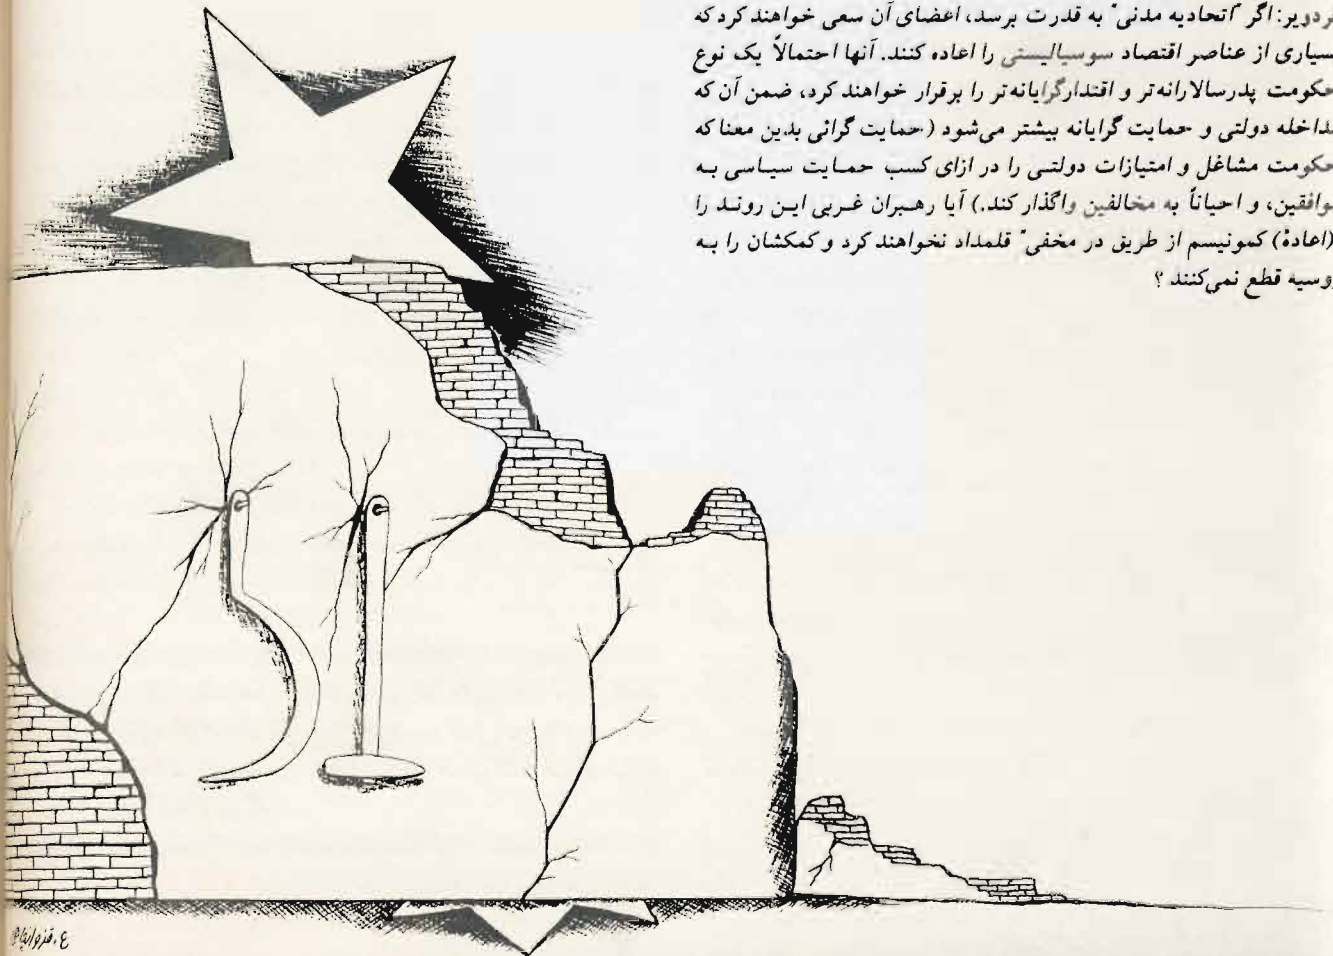 ردویر: اگر "اتحادیه مدنی" به قدرت برسد، اعضای آن سعی خواهند کرد که
سیاری از عناصر اقتصاد سوسیالیستی را اعاده کنند. آنها احتمالاً یک نوع
حکومت پدرسالارانه‌تر و اقتدارگرایانه‌تر را برقرار خواهند کرد، ضمن آن که
داخله دولتی و حمایت گرایانه بیشتر می‌شود (حمایت گرائی بدین معنا که
حکومت مشاغل و امتیازات دولتی را در ازای کسب حمایت سیاسی به
وافقین، و احیاناً به مخالفین واگذار کند.) آیا رهبران غربی این روند را
(اعادهٔ) کمونیسم از طریق در مخفی" قلمداد نخواهند کرد و کمکشان را به
وسیه قطع نمی‌کنند ؟